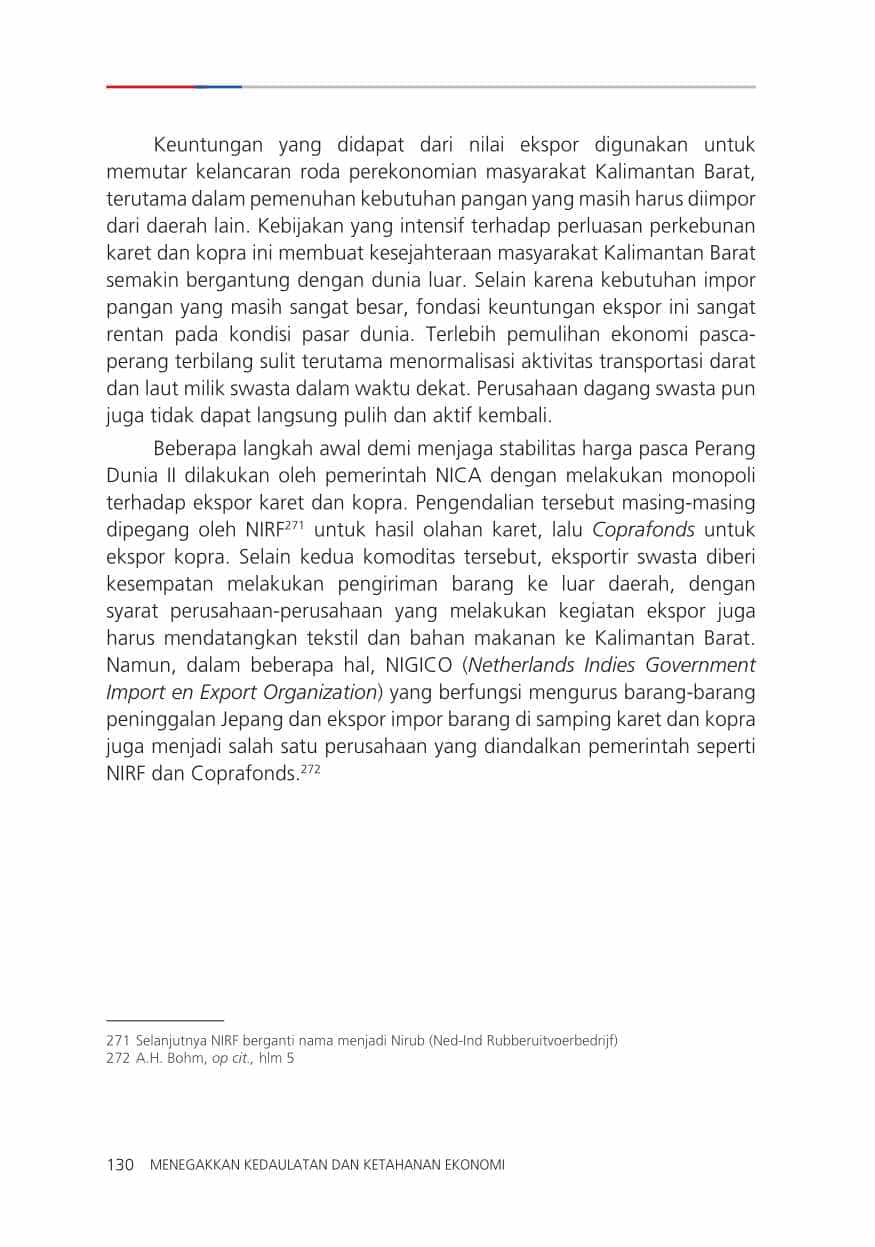 Keuntungan yang didapat dari nilai ekspor digunakan untuk
memutar kelancaran roda perekonomian masyarakat Kalimantan Barat,
terutama dalam pemenuhan kebutuhan pangan yang masih harus diimpor
dari daerah lain. Kebijakan yang intensif terhadap perluasan perkebunan
karet dan kopra ini membuat kesejahteraan masyarakat Kalimantan Barat
semakin bergantung dengan dunia luar. Selain karena kebutuhan impor
pangan yang masih sangat besar, fondasi keuntungan ekspor ini sangat
rentan pada kondisi pasar dunia. Terlebih pemulihan ekonomi pasca-
perang terbilang sulit terutama menormalisasi aktivitas transportasi darat
dan laut milik swasta dalam waktu dekat. Perusahaan dagang swasta pun
juga tidak dapat langsung pulih dan aktif kembali.
Beberapa langkah awal demi menjaga stabilitas harga pasca Perang
Dunia II dilakukan oleh pemerintah NICA dengan melakukan monopoli
terhadap ekspor karet dan kopra. Pengendalian tersebut masing-masing
dipegang oleh NIRF271 untuk hasil olahan karet, lalu Coprafonds untuk
ekspor kopra. Selain kedua komoditas tersebut, eksportir swasta diberi
kesempatan melakukan pengiriman barang ke luar daerah, dengan
syarat perusahaan-perusahaan yang melakukan kegiatan ekspor juga
harus mendatangkan tekstil dan bahan makanan ke Kalimantan Barat.
Namun, dalam beberapa hal, NIGICO (Netherlands Indies Government
Import en Export Organization) yang berfungsi mengurus barang-barang
peninggalan Jepang dan ekspor impor barang di samping karet dan kopra
juga menjadi salah satu perusahaan yang diandalkan pemerintah seperti
NIRF dan Coprafonds.272
271 Selanjutnya NIRF berganti nama menjadi Nirub (Ned-Ind Rubberuitvoerbedrijf)
272 A.H. Bohm, op cit., hlm 5
130 MENEGAKKAN KEDAULATAN DAN KETAHANAN EKONOMI